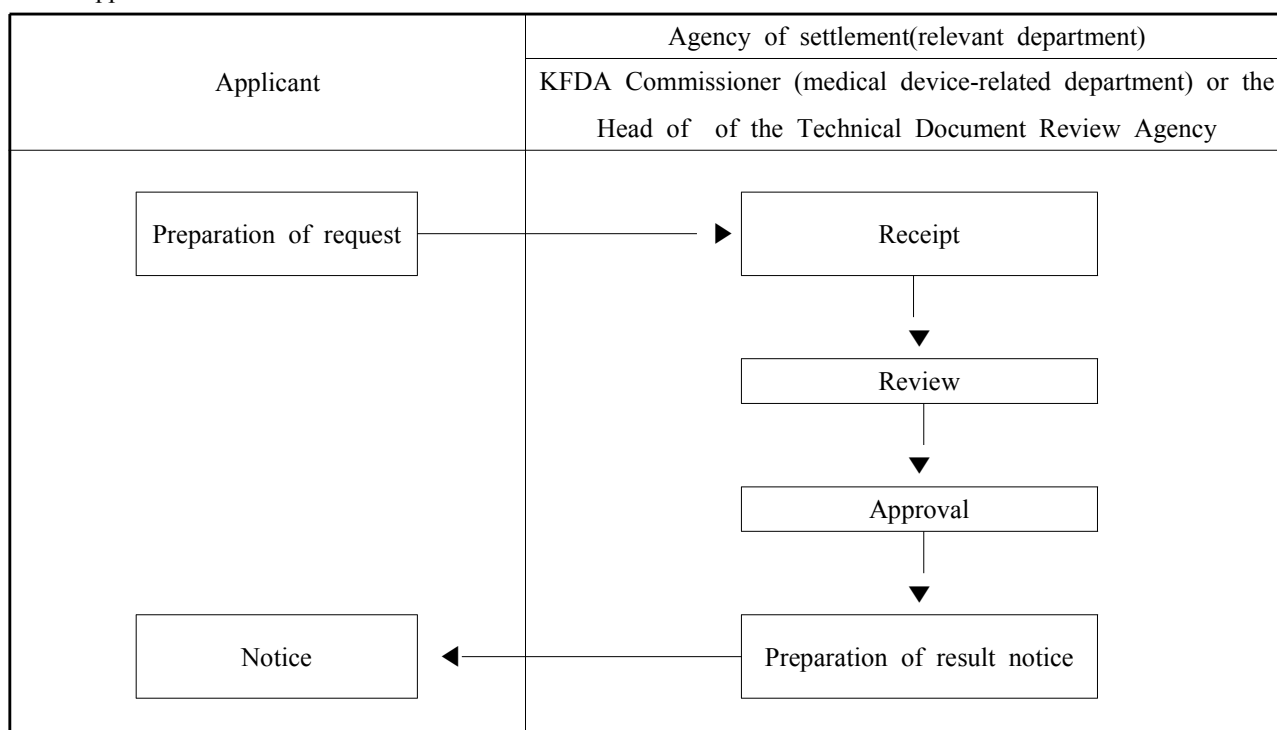 Applicant
Agency of settlement(relevant department)
KFDA Commissioner (medical device-related department) or the
Head of of the Technical Document Review Agency
Preparation of request
Receipt
Review
Approval
Notice
Preparation of result notice